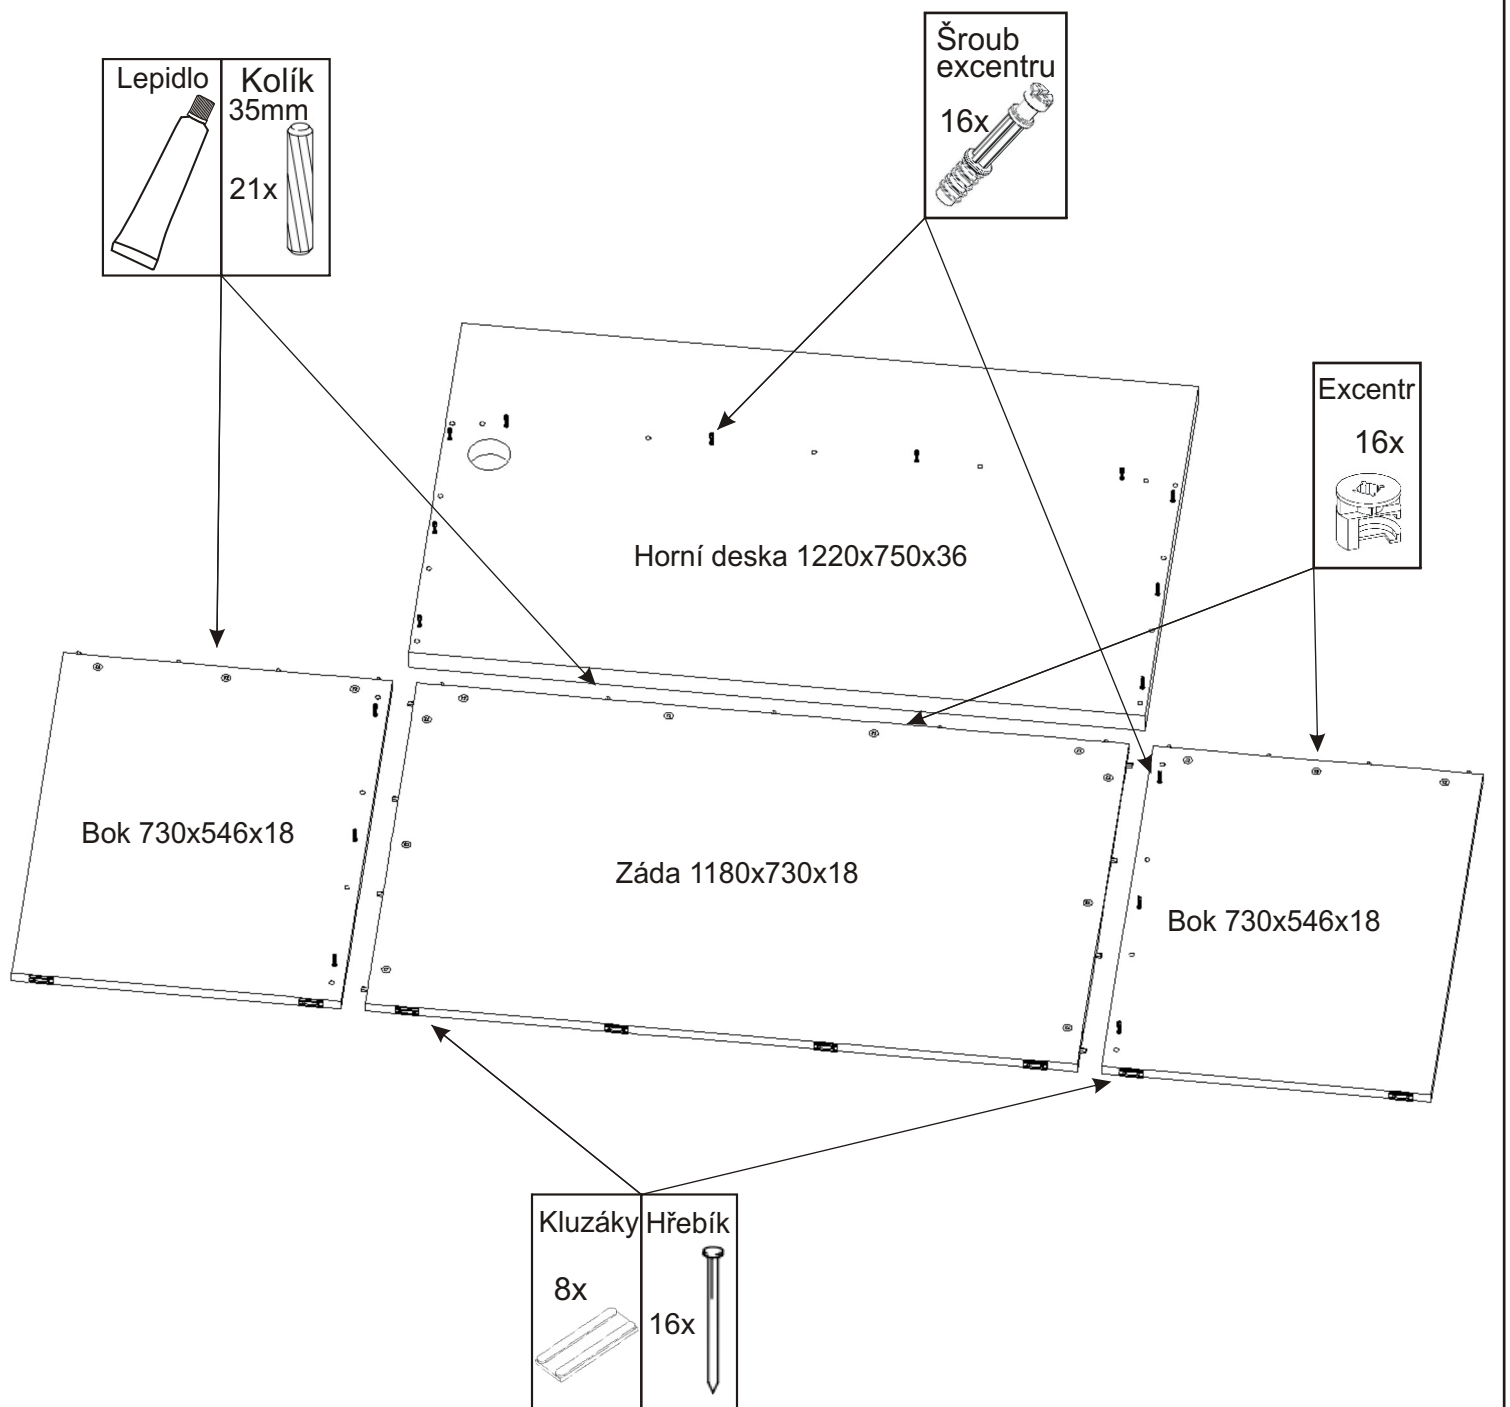 Šroub
excentru
16x
Lepidlo
Kolík
35mm
21x
Excentr
16x
Horní deska 1220x750x36
Bok 730x546x18
Záda 1180x730x18
Bok 730x546x18
Kluzáky
8x
Hřebík
16x